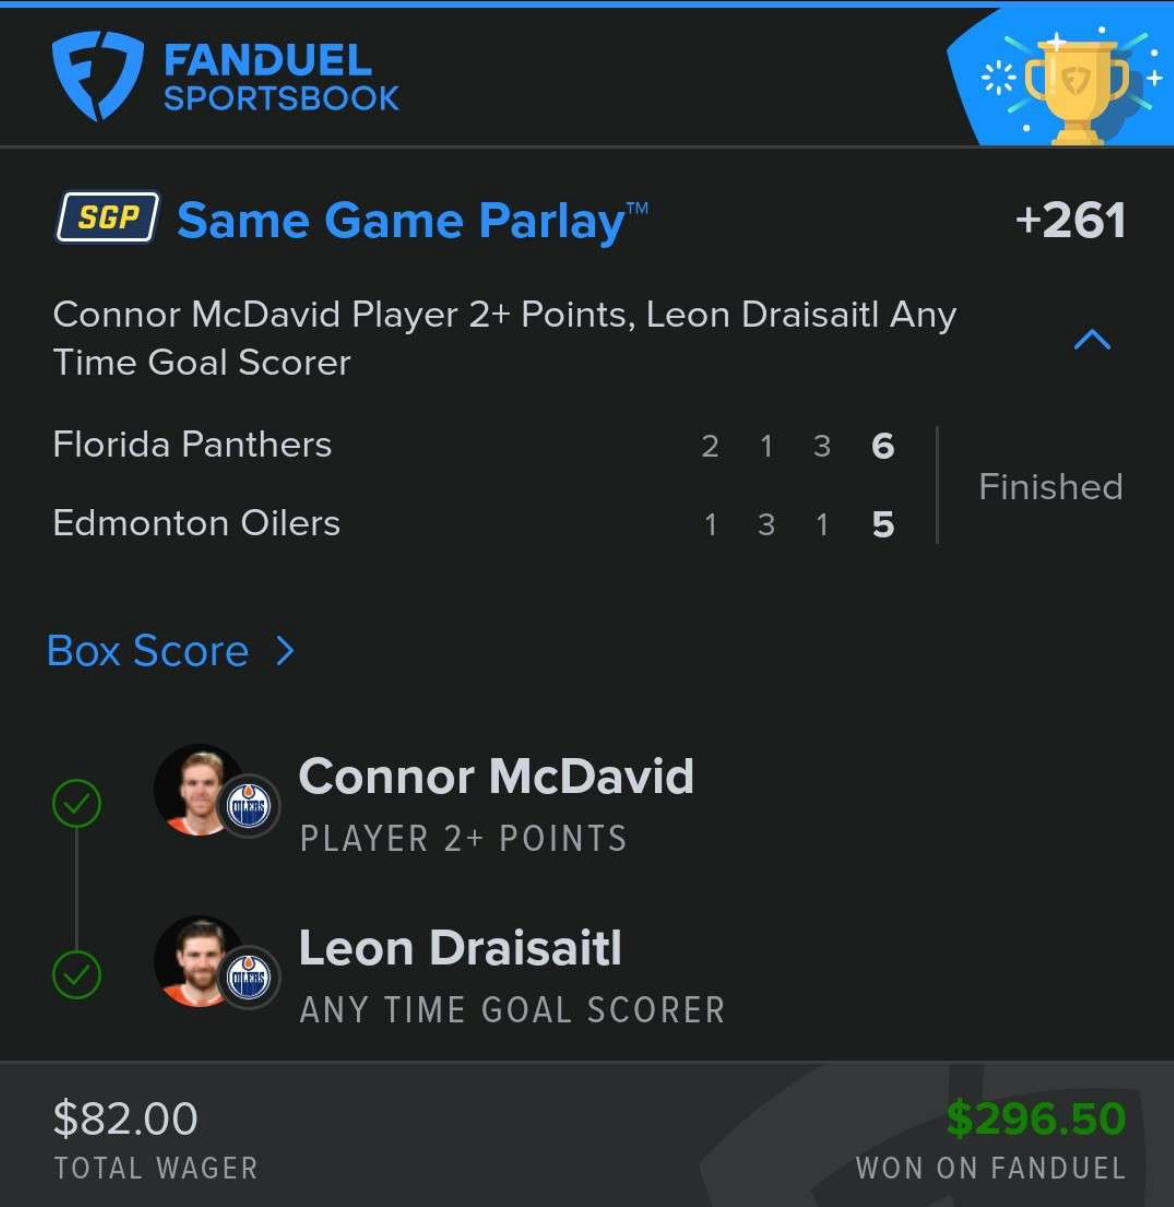 FANDUEL
SPORTSBOOK
SGP Same Game Parlay™ +261
Connor McDavid Player 2+ Points, Leon Draisaitl Any
Time Goal Scorer
Florida Panthers 2 1 3 6
Finished
Edmonton Oilers 1 3 1 5
Box Score >
Connor McDavid
OILERS
PLAYER 2+ POINTS
Leon Draisaitl
OILERS
ANY TIME GOAL SCORER
$82.00 $296.50
TOTAL WAGER WON ON FANDUEL